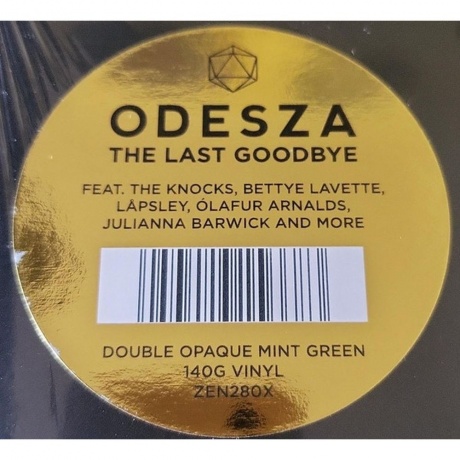 ODESZA
THE LAST GOODBYE
FEAT. THE KNOCKS, BETTYE LAVETTE,
LÅPSLEY, ÓLAFUR ARNALDS,
JULIANNA BARWICK AND MORE
DOUBLE OPAQUE MINT GREEN
140G VINYL
ZEN280X